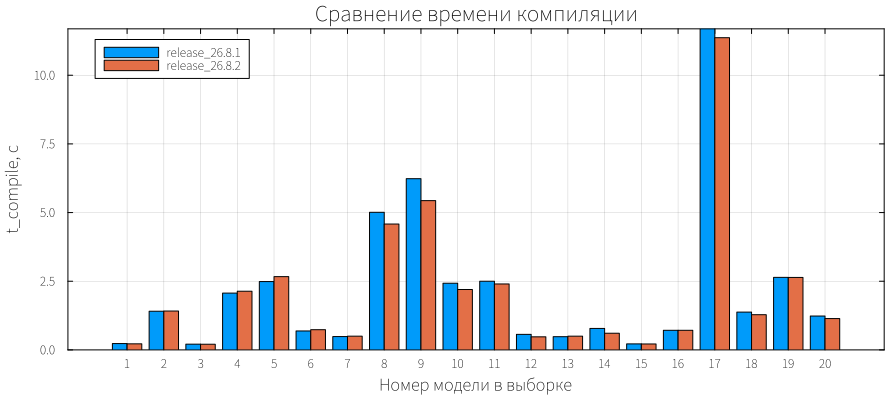 Сравнение времени компиляции
release_26.8.1
release_26.8.2
t_compile, с
10.0
7.5
5.0
2.5
0.0
1 2 3 4 5 6 7 8 9 10 11 12 13 14 15 16 17 18 19 20
Номер модели в выборке